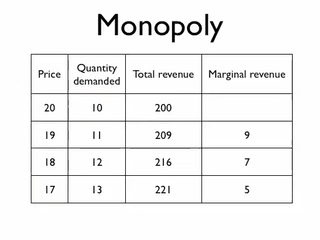 Monopoly
Price Quantity demanded Total revenue Marginal revenue
20 10 200
19 11 209 9
18 12 216 7
17 13 221 5